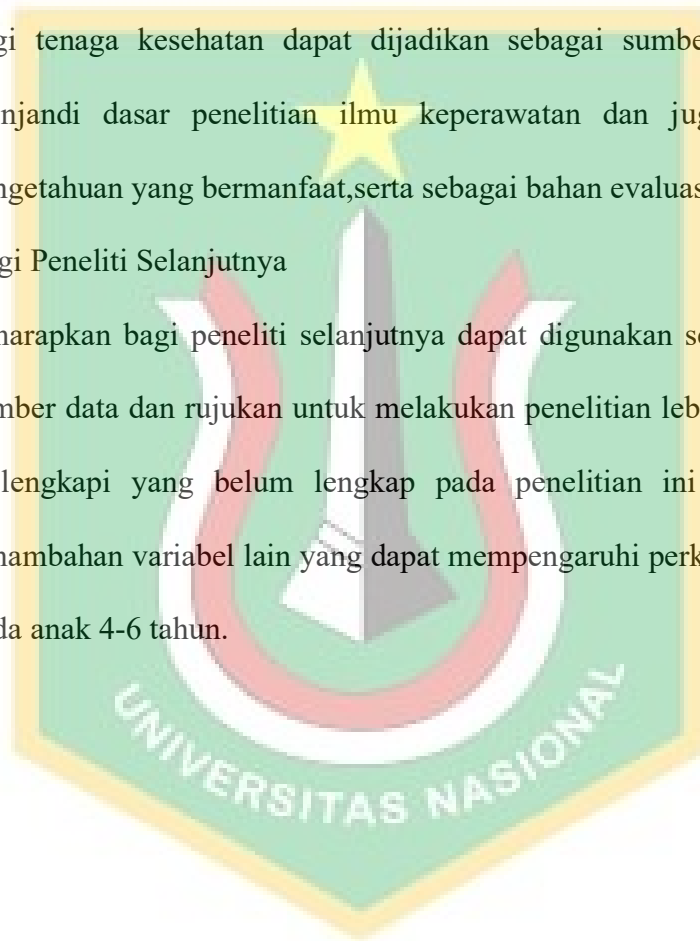 gi tenaga kesehatan dapat dijadikan sebagai sumbe
njandi dasar penelitian ilmu keperawatan dan jug
ngetahuan yang bermanfaat,serta sebagai bahan evaluas
gi Peneliti Selanjutnya
harapkan bagi peneliti selanjutnya dapat digunakan se
mber data dan rujukan untuk melakukan penelitian leb
lengkapi yang belum lengkap pada penelitian ini
nambahan variabel lain yang dapat mempengaruhi perk
da anak 4-6 tahun.
UNIVERSITAS NASIONAL